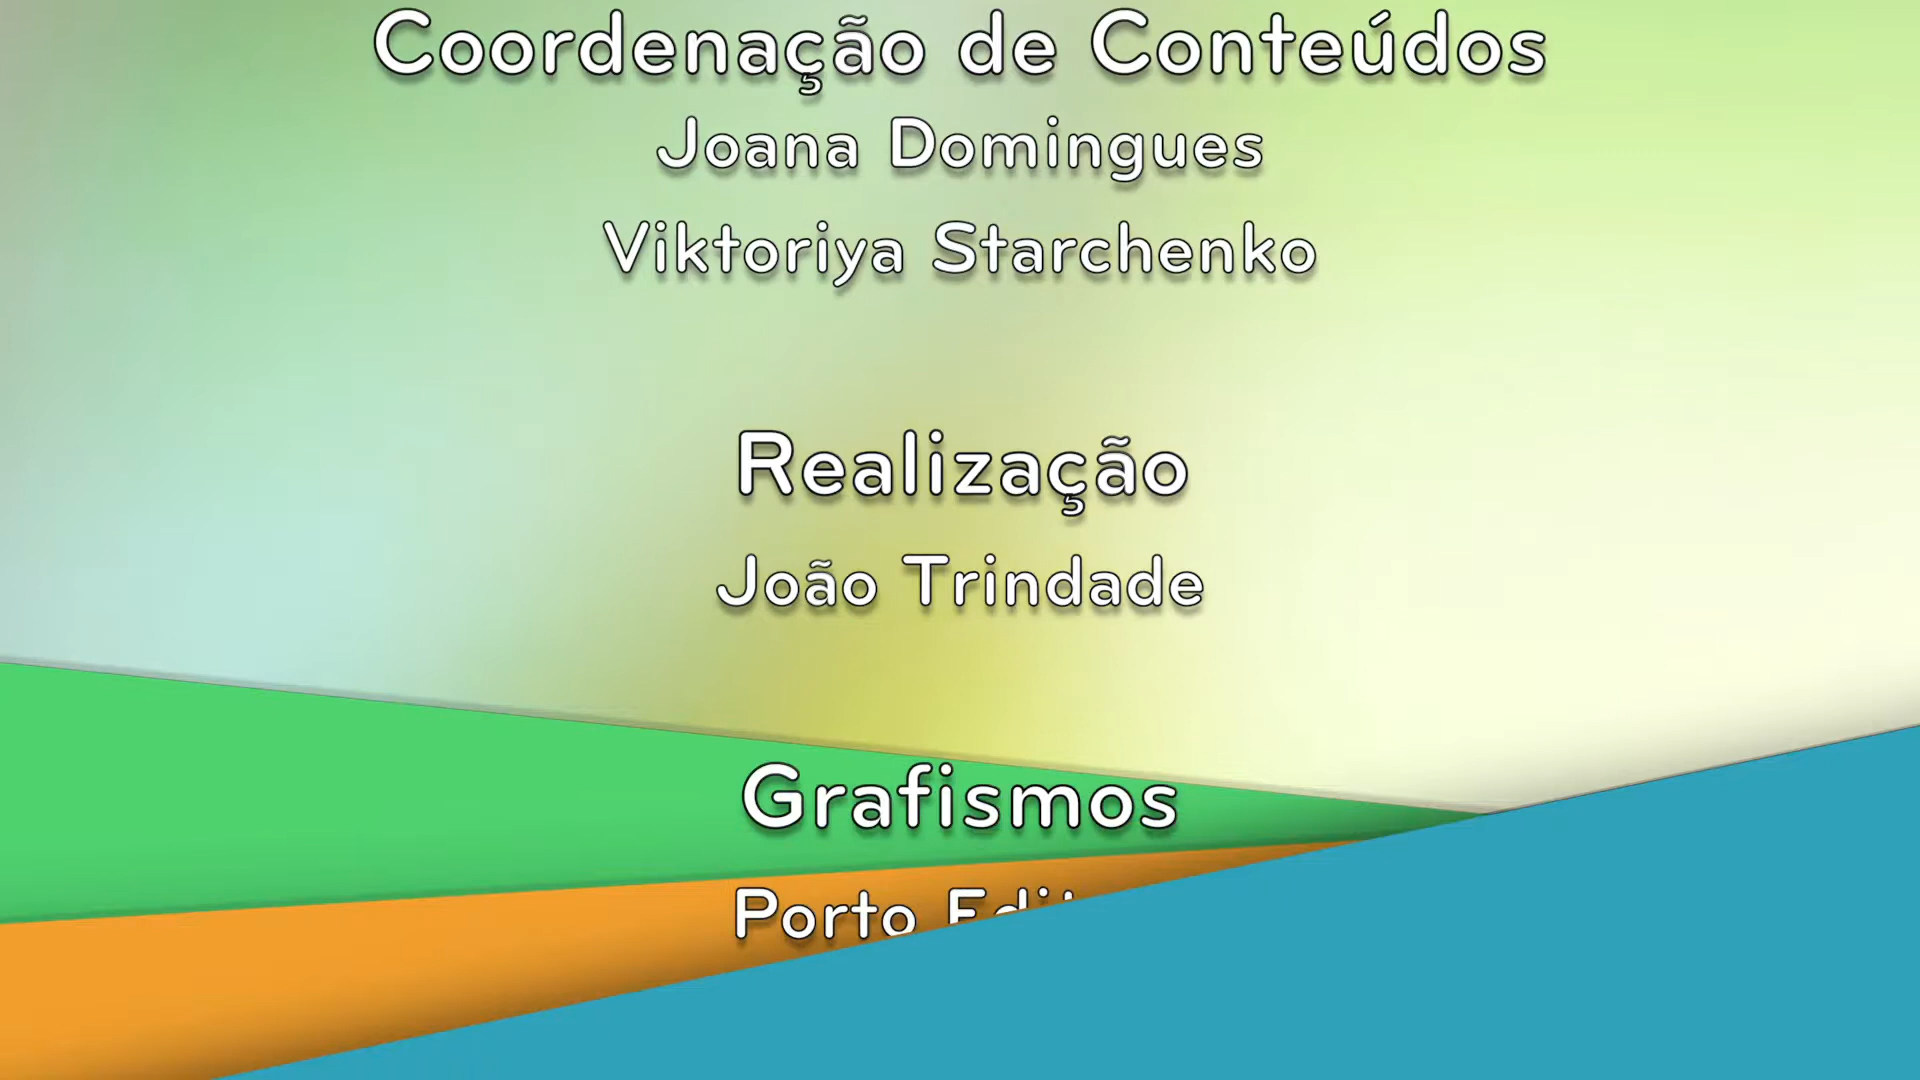 Coordenação de Conteúdos
Joana Domingues
Viktoriya Starchenko
Realização
João Trindade
Grafismos
Porto